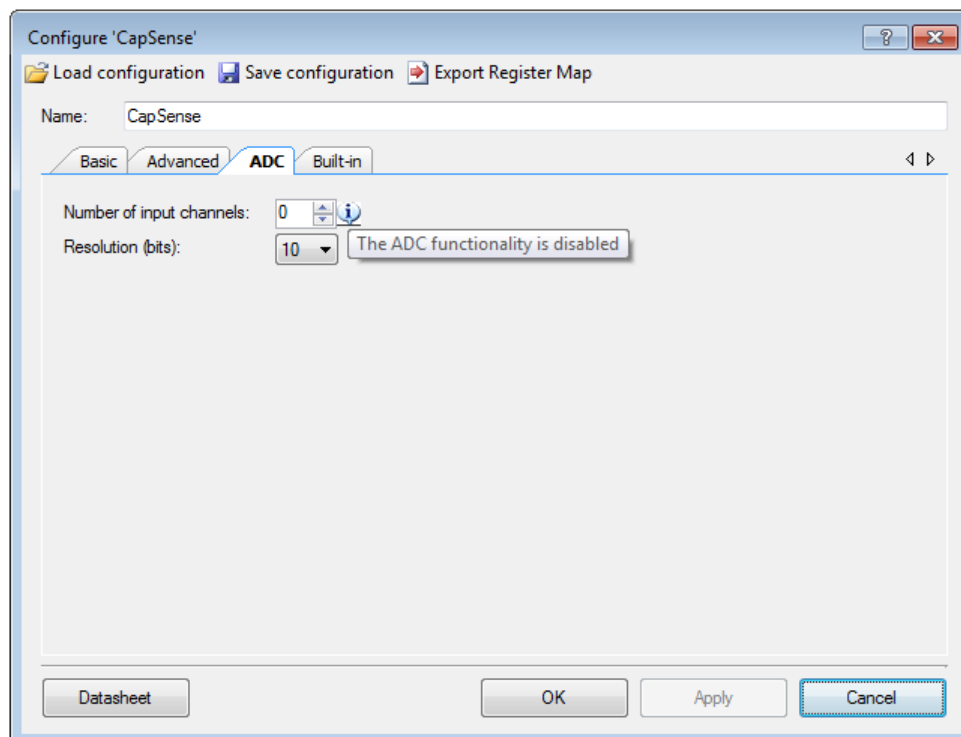 Configure 'CapSense'
Load configuration Save configuration Export Register Map
Name: CapSense
Basic Advanced ADC Built-in
Number of input channels: 0
Resolution (bits): 10 The ADC functionality is disabled
Datasheet OK Apply Cancel